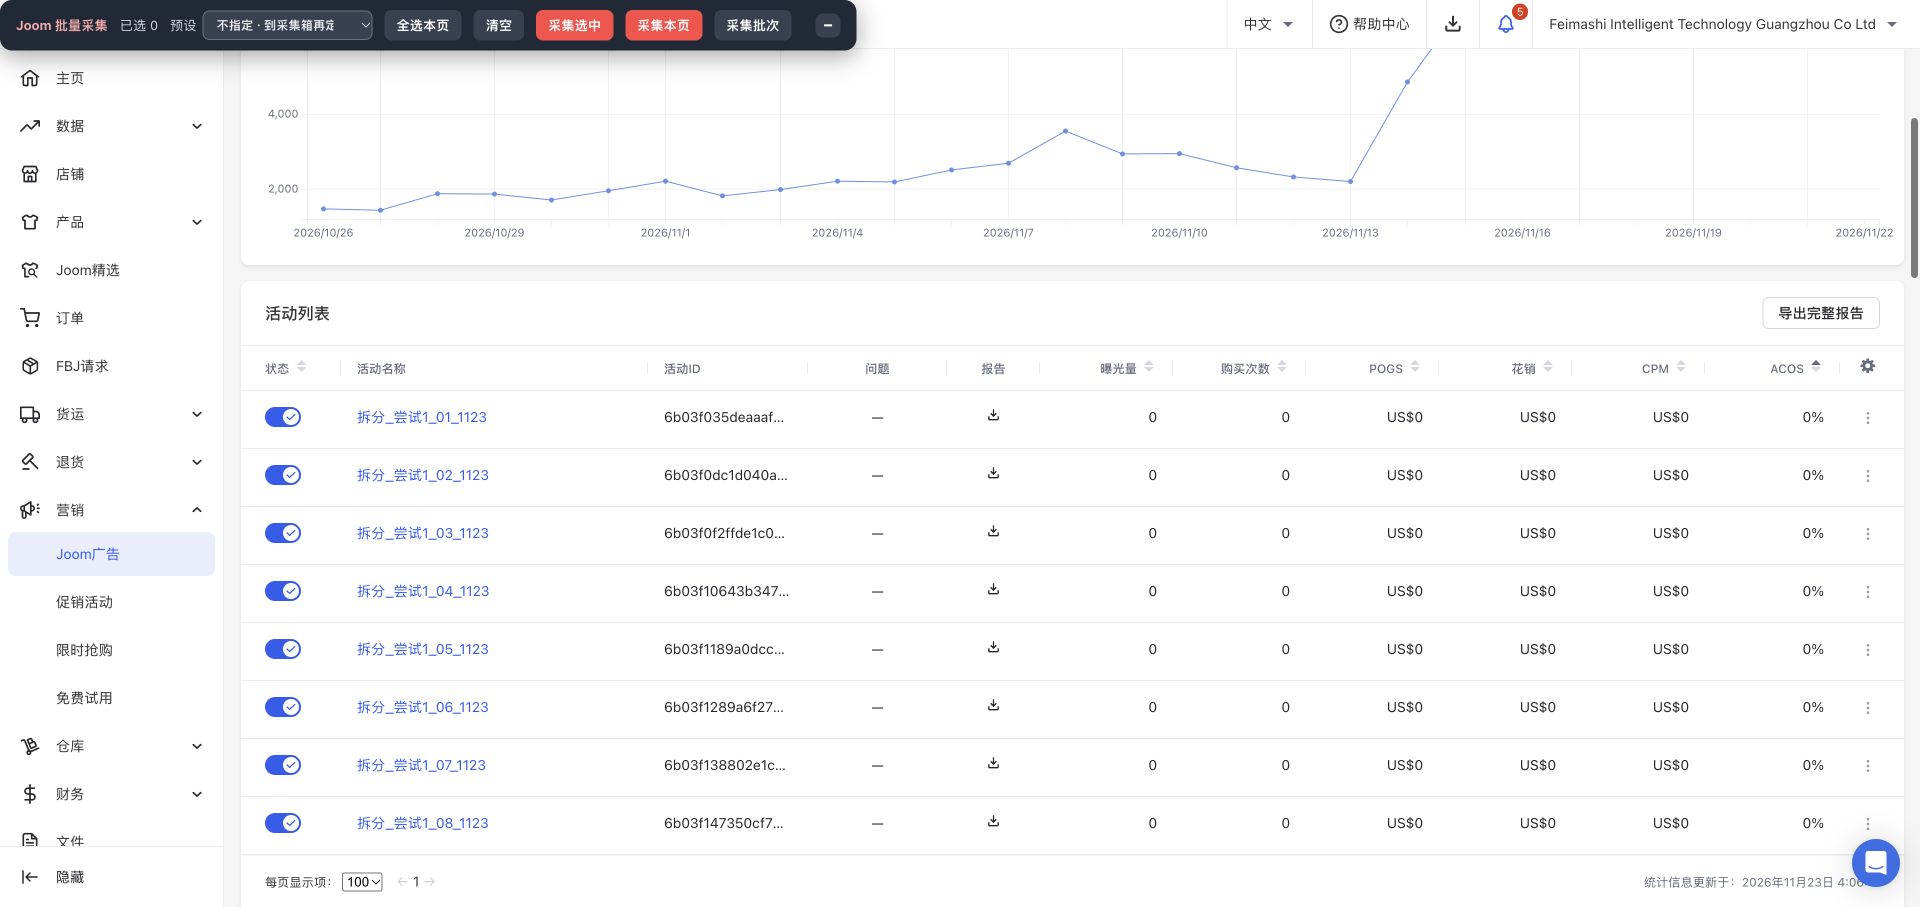 Joom 批量采集 已选 0 预设 不指定 · 到采集箱再定 全选本页 清空 采集选中 采集本页 采集批次 −
中文 帮助中心 5 Feimashi Intelligent Technology Guangzhou Co Ltd
主页
数据
店铺
产品
Joom精选
订单
FBJ请求
货运
退货
营销
Joom广告
促销活动
限时抢购
免费试用
仓库
财务
文件
隐藏
4,000
2,000
2026/10/26 2026/10/29 2026/11/1 2026/11/4 2026/11/7 2026/11/10 2026/11/13 2026/11/16 2026/11/19 2026/11/22
活动列表 导出完整报告
状态 活动名称 活动ID 问题 报告 曝光量 购买次数 POGS 花销 CPM ACOS
拆分_尝试1_01_1123 6b03f035deaaaf... — 0 0 US$0 US$0 US$0 0%
拆分_尝试1_02_1123 6b03f0dc1d040a... — 0 0 US$0 US$0 US$0 0%
拆分_尝试1_03_1123 6b03f0f2ffde1c0... — 0 0 US$0 US$0 US$0 0%
拆分_尝试1_04_1123 6b03f10643b347... — 0 0 US$0 US$0 US$0 0%
拆分_尝试1_05_1123 6b03f1189a0dcc... — 0 0 US$0 US$0 US$0 0%
拆分_尝试1_06_1123 6b03f1289a6f27... — 0 0 US$0 US$0 US$0 0%
拆分_尝试1_07_1123 6b03f138802e1c... — 0 0 US$0 US$0 US$0 0%
拆分_尝试1_08_1123 6b03f147350cf7... — 0 0 US$0 US$0 US$0 0%
每页显示项： 100 ← 1 → 统计信息更新于： 2026年11月23日 4:06